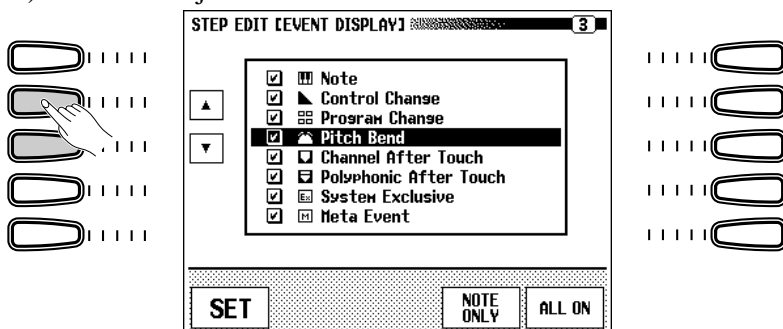 STEP EDIT [EVENT DISPLAY] 3
Note
Control Change
Program Change
Pitch Bend
Channel After Touch
Polyphonic After Touch
Ex System Exclusive
M Meta Event
SET
NOTE ONLY
ALL ON